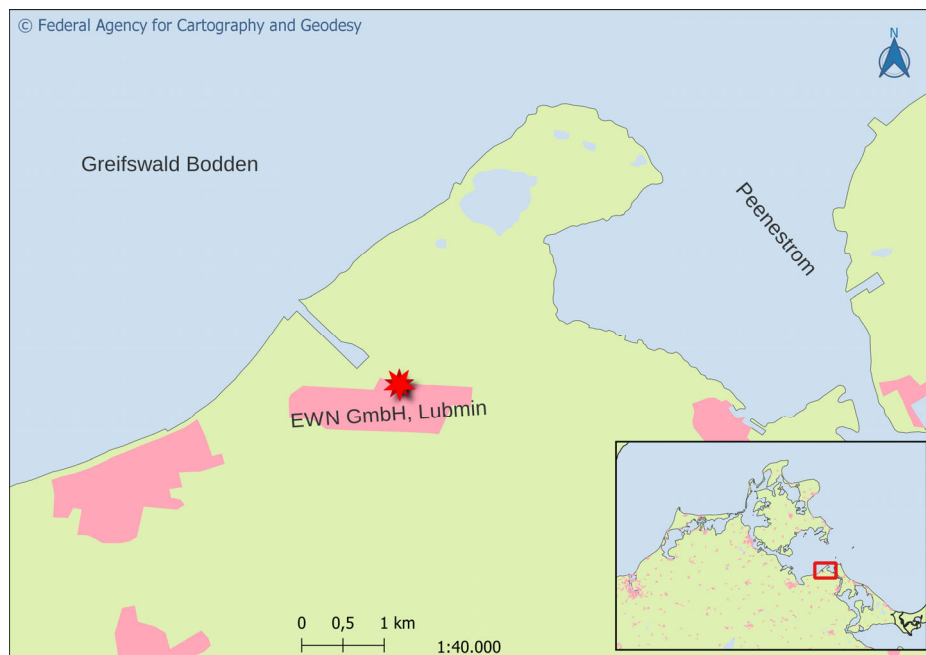 © Federal Agency for Cartography and Geodesy
N
Greifswald Bodden
Peenestrom
EWN GmbH, Lubmin
0 0,5 1 km
1:40.000